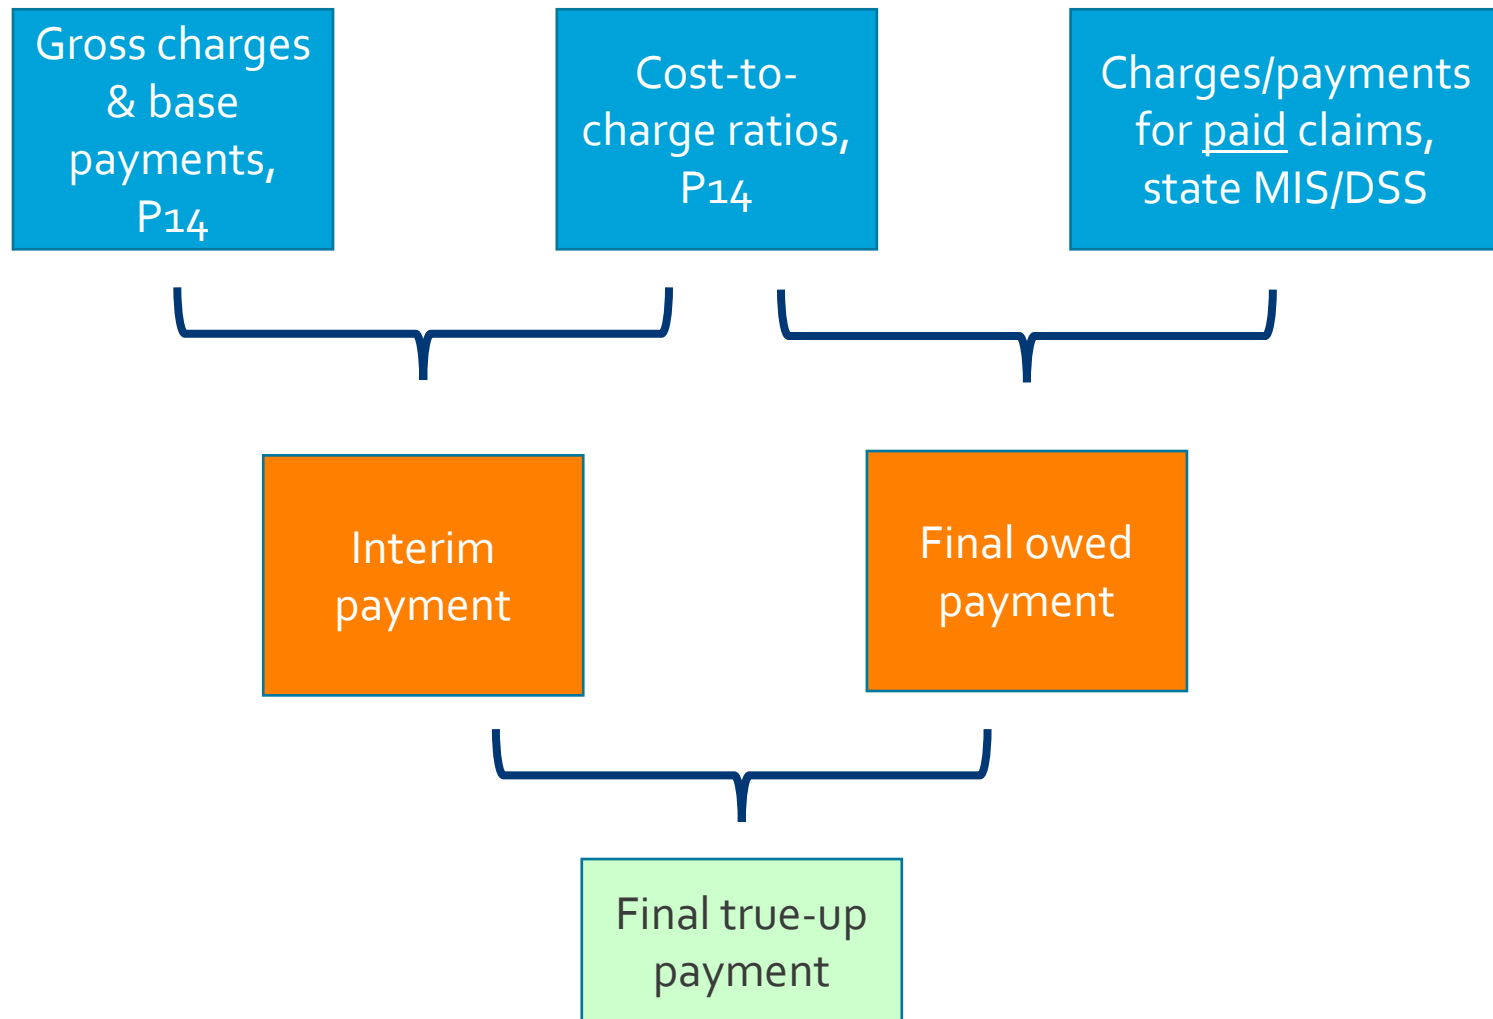 Gross charges
& base
payments,
P14
Cost-to-
charge ratios,
P14
Charges/payments
for paid claims,
state MIS/DSS
Interim
payment
Final owed
payment
Final true-up
payment